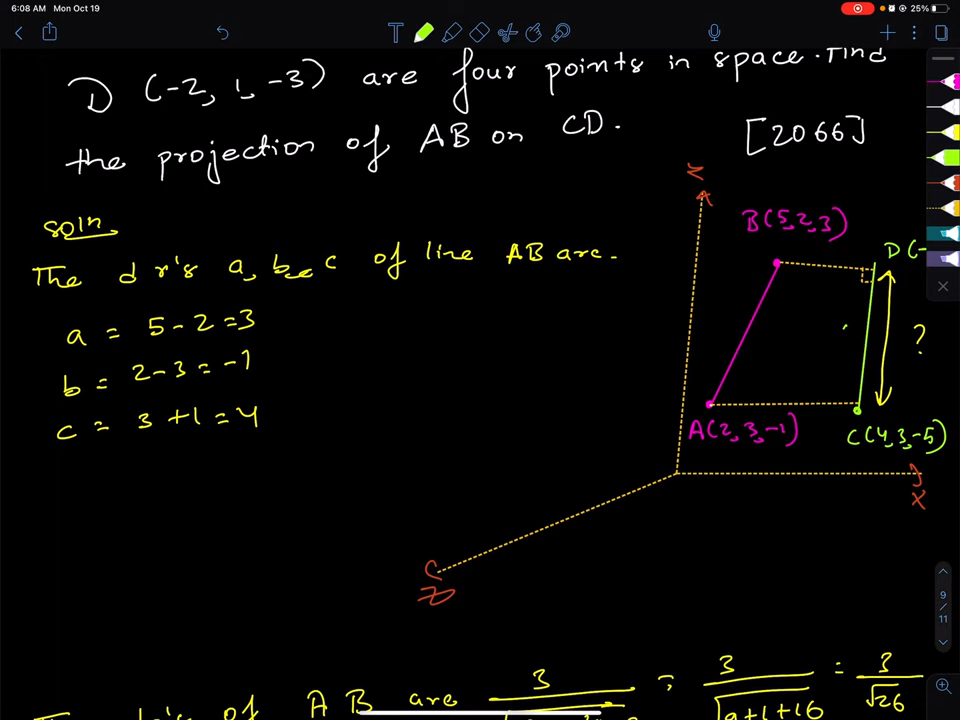 6:08 AM Mon Oct 19
25%
D (-2, 1, -3) are four points in space. Find
the projection of AB on CD.
[2066]
soln
The dr's a, b, c of line AB are.
a = 5 - 2 = 3
b = 2 - 3 = -1
c = 3 + 1 = 4
B(5, 2, 3)
D(-
?
A(2, 3, -1)
C(4, 3, -5)
X
Z
9
/
11
of AB are 3 = 3/√9+1+16 = 3/√26